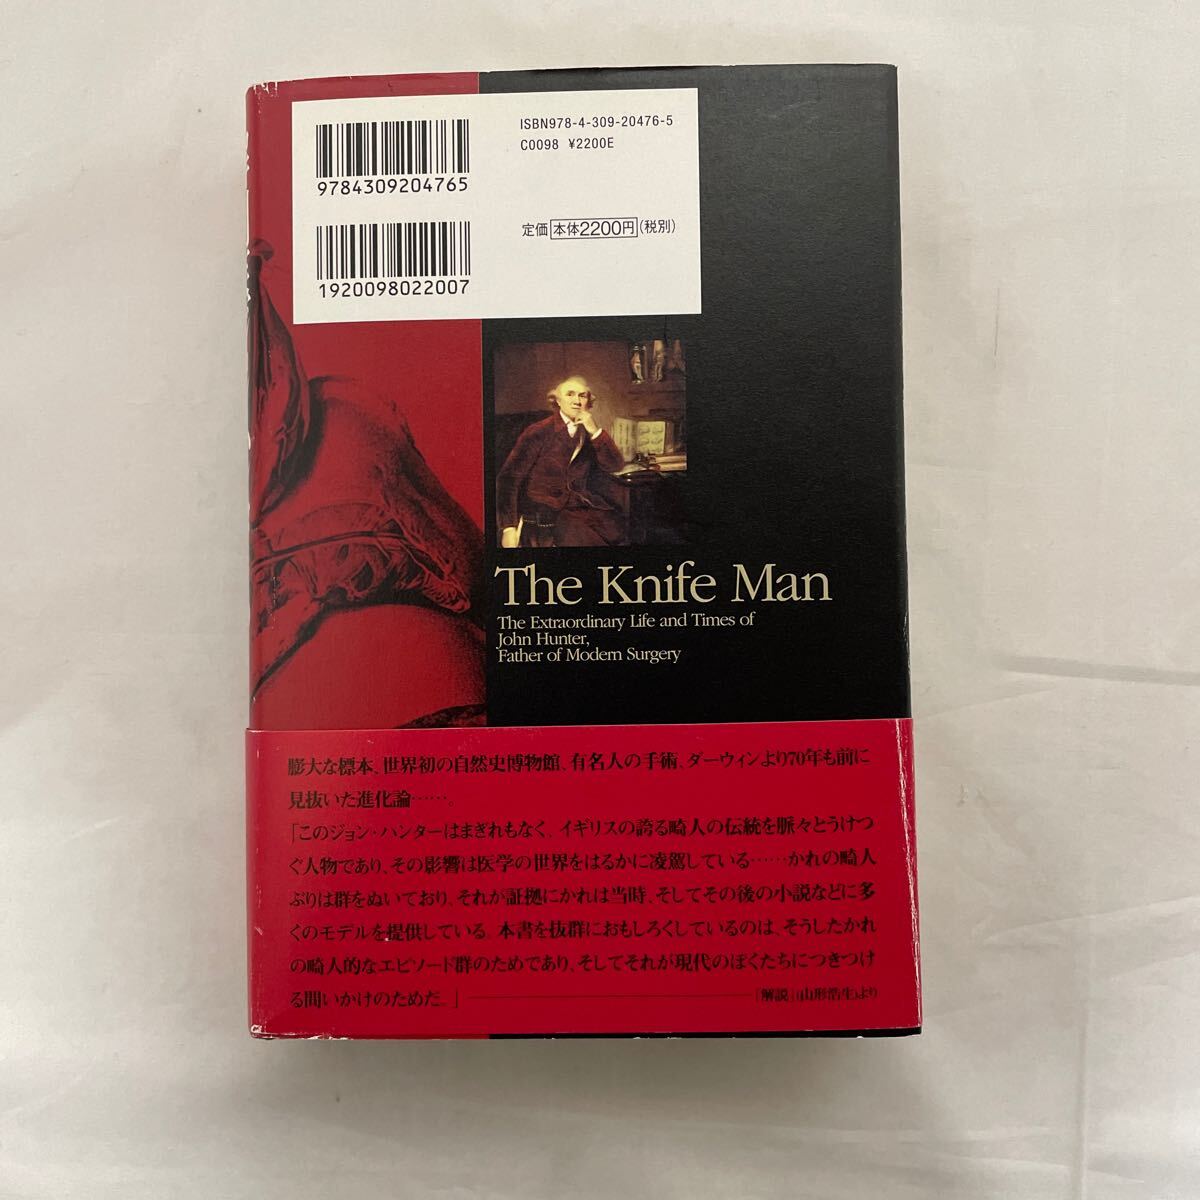 ISBN978-4-309-20476-5
C0098 ¥2200E
9784309204765
定価 本体2200円(税別)
1920098022007
The Knife Man
The Extraordinary Life and Times of
John Hunter,
Father of Modern Surgery
膨大な標本、世界初の自然史博物館、有名人の手術、ダーウィンより70年も前に
見抜いた進化論……。
「このジョン・ハンターはまぎれもなく、イギリスの誇る畸人の伝統を脈々とうけつ
ぐ人物であり、その影響は医学の世界をはるかに凌駕している……かれの畸人
ぶりは群をぬいており、それが証拠にかれは当時、そしてその後の小説などに多
くのモデルを提供している。本書を抜群におもしろくしているのは、そうしたかれ
の畸人的なエピソード群のためであり、そしてそれが現代のぼくたちにつきつけ
る問いかけのためだ。」
「解説」(山形浩生)より